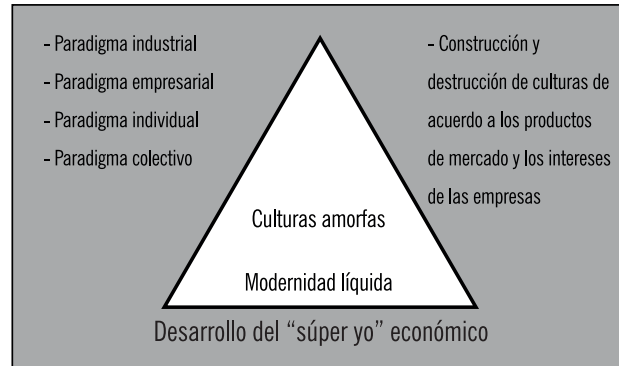 - Paradigma industrial
- Paradigma empresarial
- Paradigma individual
- Paradigma colectivo
- Construcción y
destrucción de culturas de
acuerdo a los productos
de mercado y los intereses
de las empresas
Culturas amorfas
Modernidad líquida
Desarrollo del “súper yo” económico